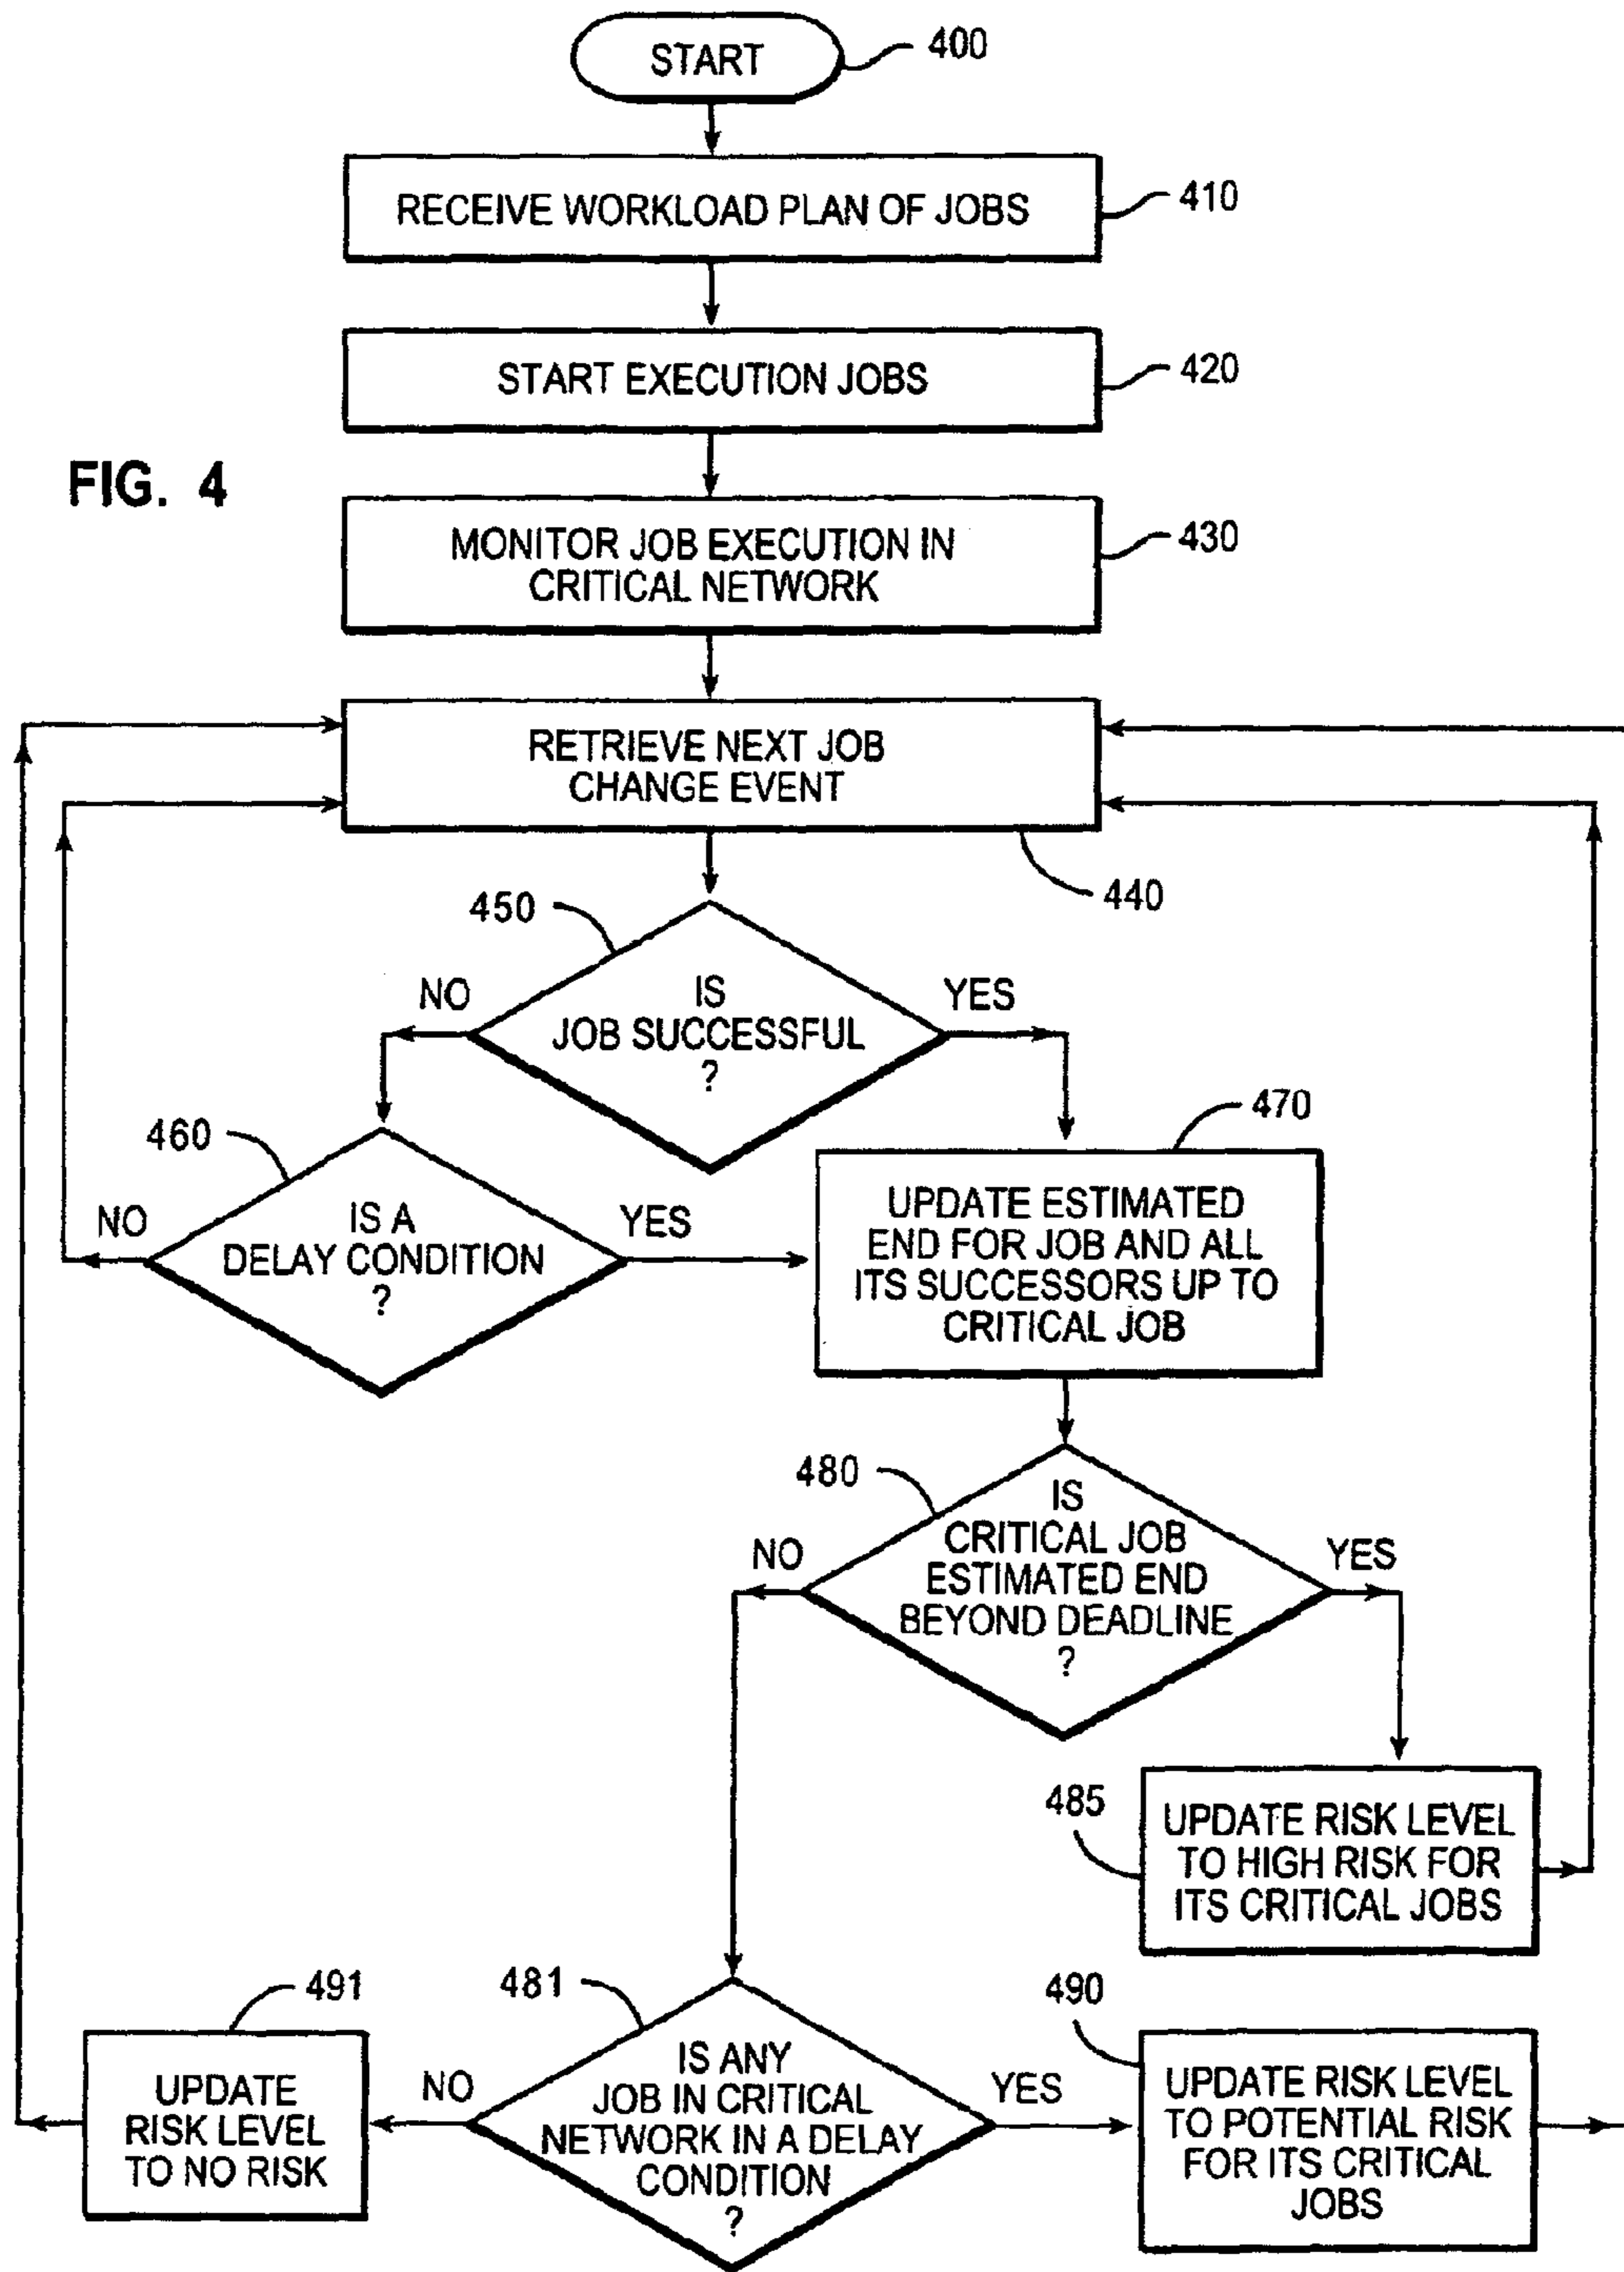 START
400
RECEIVE WORKLOAD PLAN OF JOBS
410
START EXECUTION JOBS
420
FIG. 4
MONITOR JOB EXECUTION IN
CRITICAL NETWORK
430
RETRIEVE NEXT JOB
CHANGE EVENT
440
450
NO
IS
JOB SUCCESSFUL
?
YES
460
NO
IS A
DELAY CONDITION
?
YES
470
UPDATE ESTIMATED
END FOR JOB AND ALL
ITS SUCCESSORS UP TO
CRITICAL JOB
480
NO
IS
CRITICAL JOB
ESTIMATED END
BEYOND DEADLINE
?
YES
485
UPDATE RISK LEVEL
TO HIGH RISK FOR
ITS CRITICAL JOBS
491
UPDATE
RISK LEVEL
TO NO RISK
481
NO
IS ANY
JOB IN CRITICAL
NETWORK IN A DELAY
CONDITION
?
YES
490
UPDATE RISK LEVEL
TO POTENTIAL RISK
FOR ITS CRITICAL
JOBS